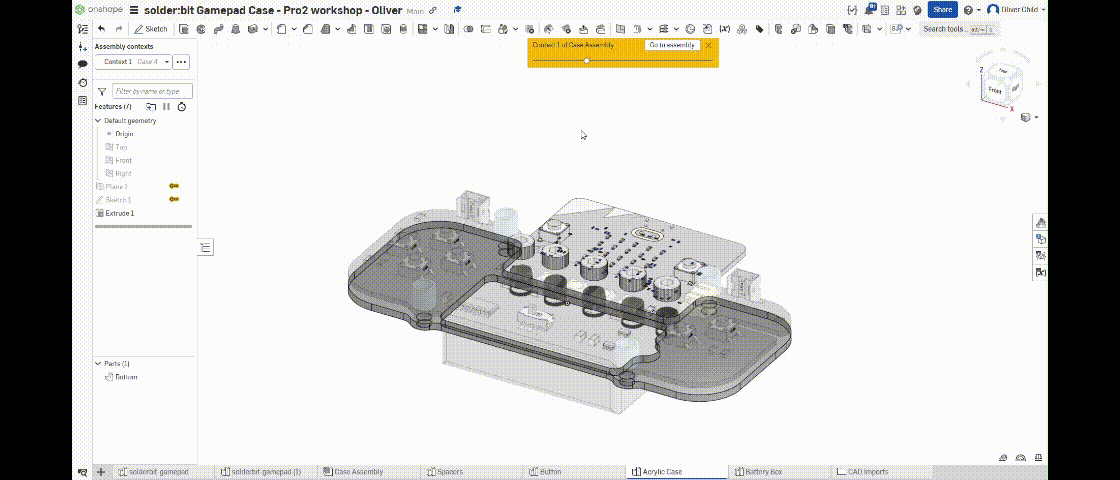 onshape
solder:bit Gamepad Case - Pro2 workshop - Oliver Main
Share
Oliver Child
Sketch
Search tools...
Assembly contexts
Context 1 of Case Assembly
Go to assembly
Context 1
Filter by name or type
Features (7)
Default geometry
Origin
Top
Front
Right
Plane 1
Sketch 1
Extrude 1
Top
Front
Z
X
Parts (1)
Bottom
solderbit-gamepad
solderbit-gamepad (1)
Case Assembly
Spacers
Button
Acrylic Case
Battery Box
CAD Imports